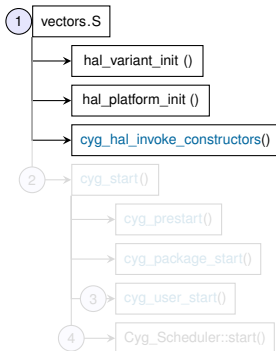 1 vectors.S
hal_variant_init ()
hal_platform_init ()
cyg_hal_invoke_constructors()
2 cyg_start()
cyg_prestart()
cyg_package_start()
3 cyg_user_start()
4 Cyg_Scheduler::start()